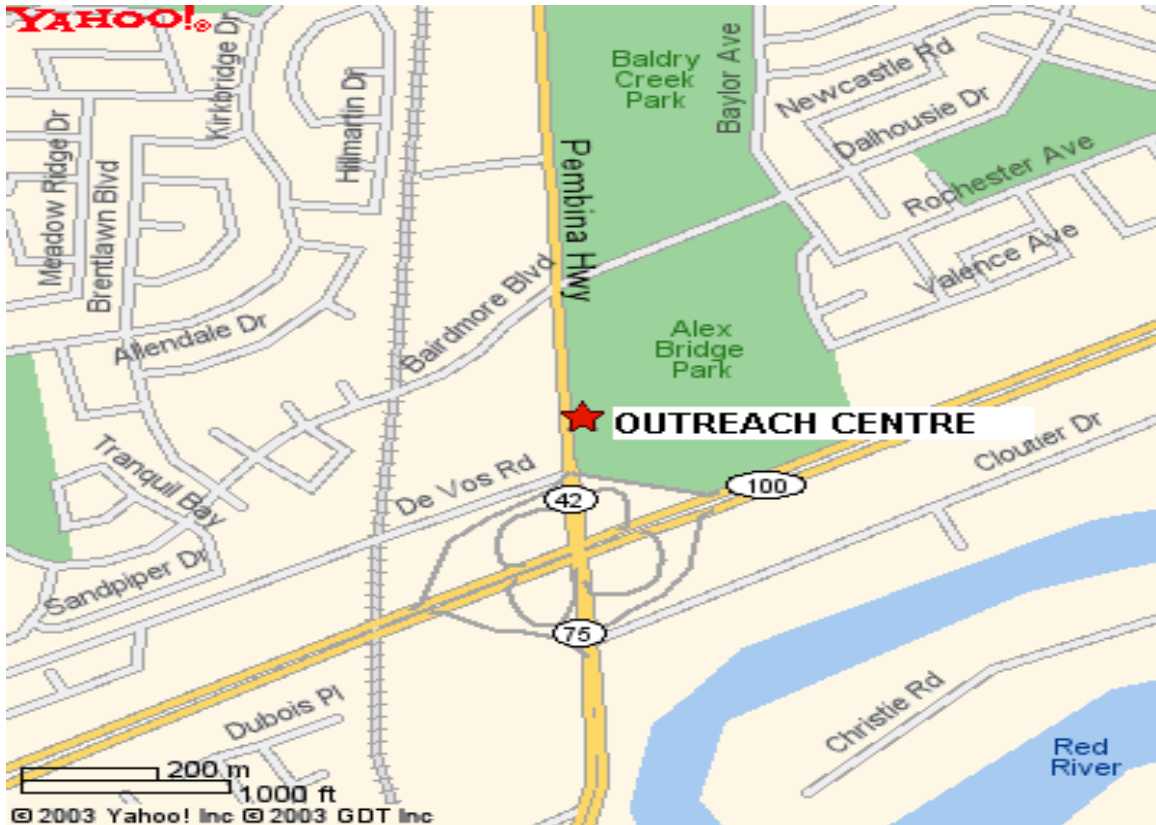 YAHOO!®
Baldry
Creek
Park
Baylor Ave
Newcastle Rd
Dalhousie Dr
Kirkbridge Dr
Hillmartin Dr
Meadow Ridge Dr
Brentlawn Blvd
Pembina Hwy
Rochester Ave
Valence Ave
Allendale Dr
Bairdmore Blvd
Alex
Bridge
Park
OUTREACH CENTRE
Cloutier Dr
Tranquil Bay
De Vos Rd
42
100
Sandpiper Dr
75
Dubois Pl
Christie Rd
Red
River
200 m
1000 ft
© 2003 Yahoo! Inc © 2003 GDT Inc